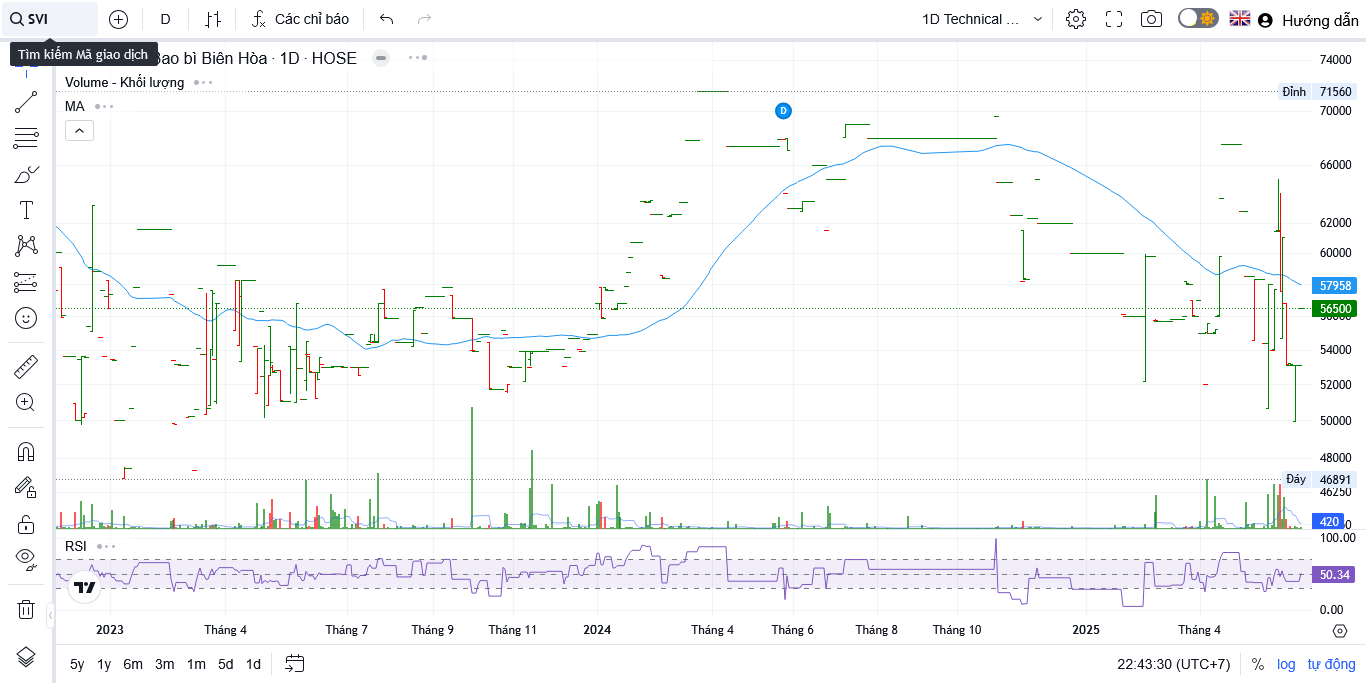 SVI
D
Các chỉ báo
1D Technical ...
Hướng dẫn
Tìm kiếm Mã giao dịch
Bao bì Biên Hòa · 1D · HOSE
Volume - Khối lượng
MA
D
74000
Đỉnh 71560
70000
66000
62000
60000
57958
56500
56000
54000
52000
50000
48000
Đáy 46891
46250
420
RSI
100.00
50.34
0.00
2023
Tháng 4
Tháng 7
Tháng 9
Tháng 11
2024
Tháng 4
Tháng 6
Tháng 8
Tháng 10
2025
Tháng 4
5y 1y 6m 3m 1m 5d 1d
22:43:30 (UTC+7)
%
log
tự động